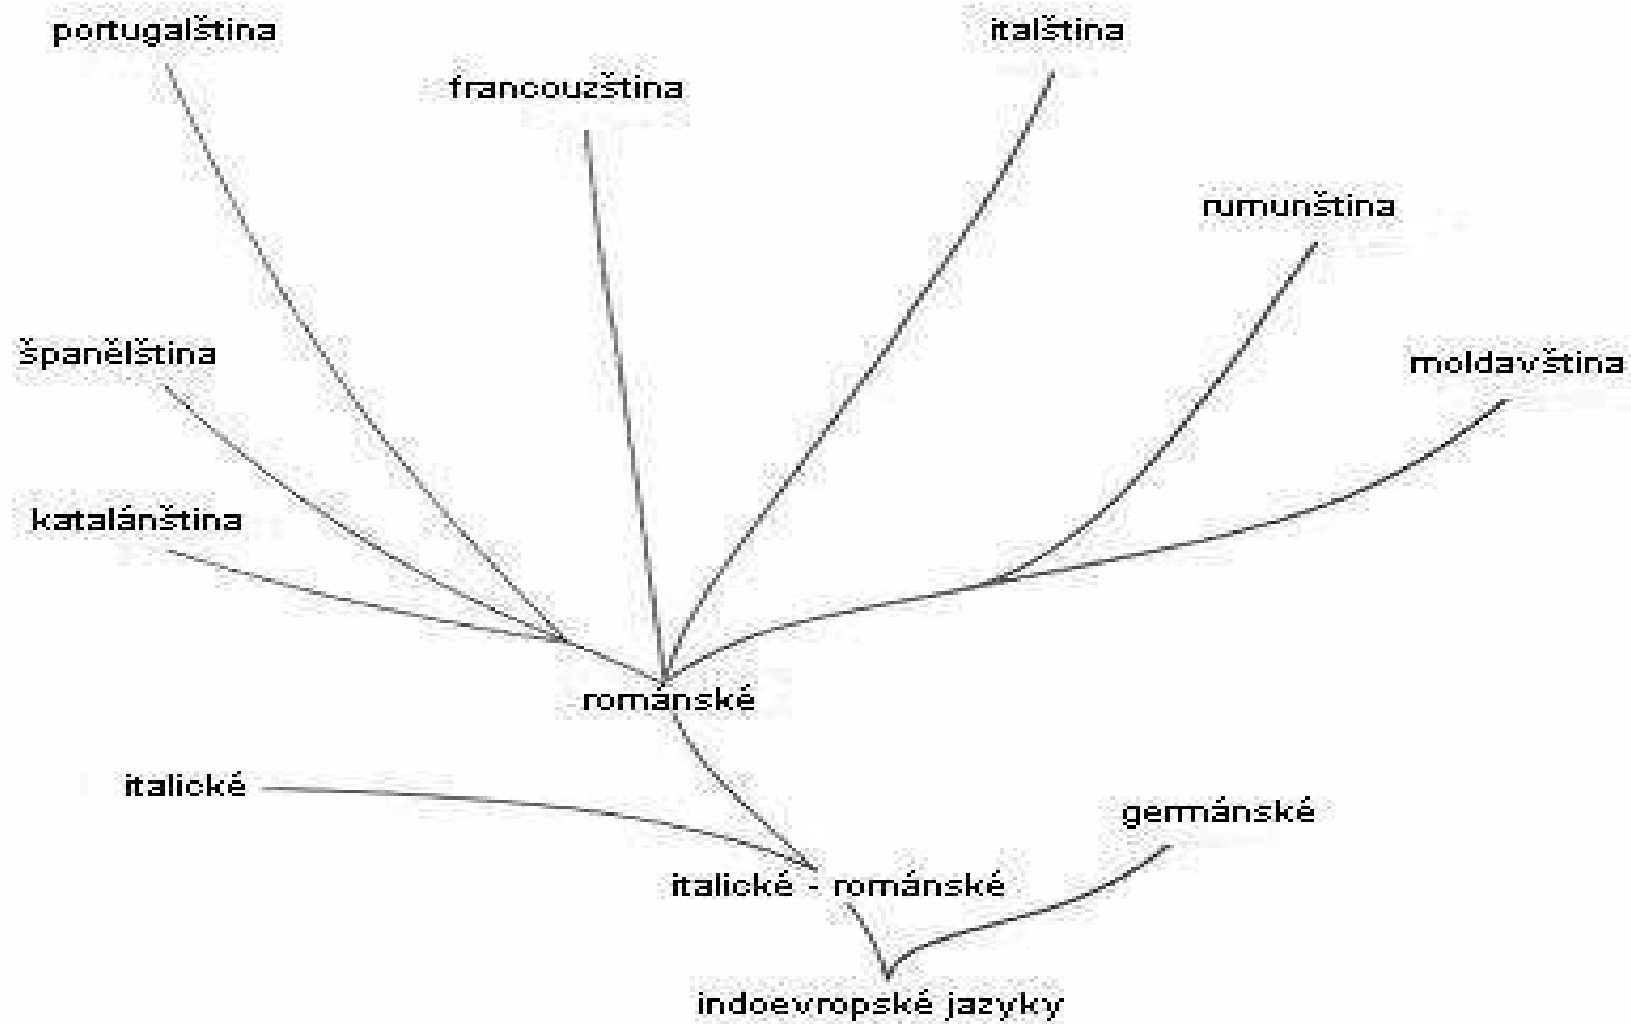 portugalština
italština
francouzština
rumunština
španělština
moldavština
katalánština
románské
italické
germánské
italické - románské
indoevropské jazyky